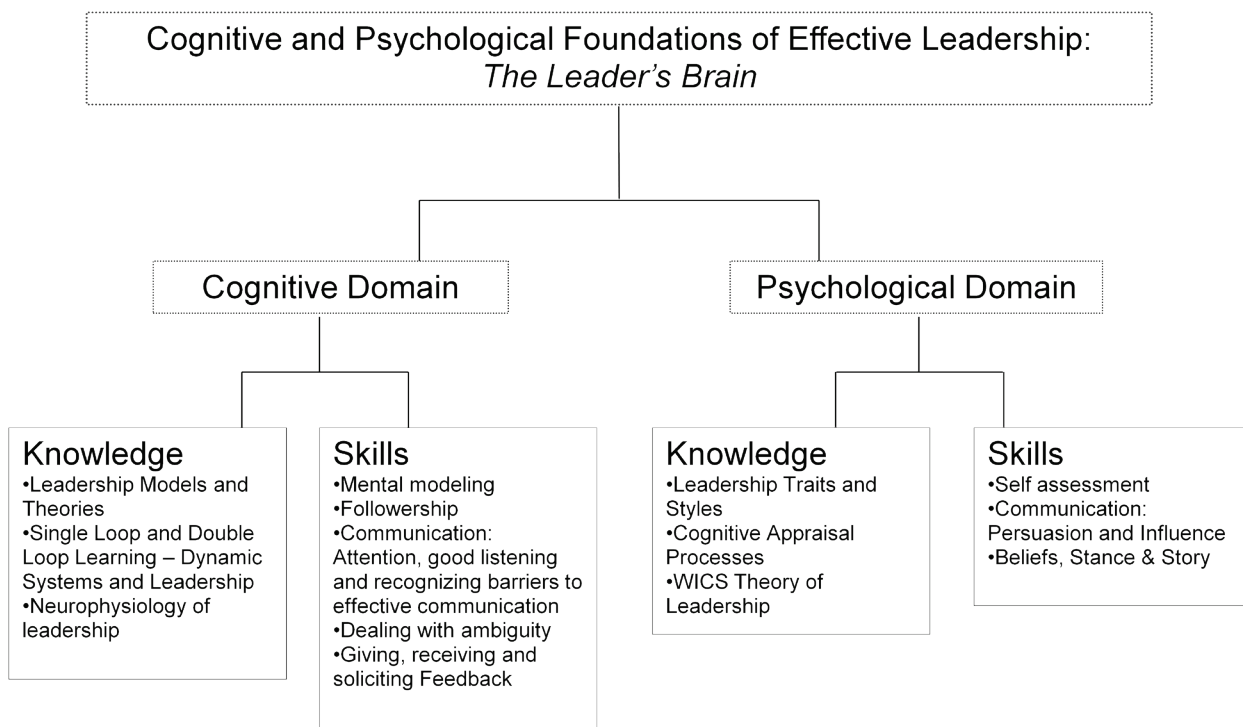 Cognitive and Psychological Foundations of Effective Leadership:
The Leader's Brain
Cognitive Domain
Psychological Domain
Knowledge
•Leadership Models and
Theories
•Single Loop and Double
Loop Learning – Dynamic
Systems and Leadership
•Neurophysiology of
leadership
Skills
•Mental modeling
•Followership
•Communication:
Attention, good listening
and recognizing barriers to
effective communication
•Dealing with ambiguity
•Giving, receiving and
soliciting Feedback
Knowledge
•Leadership Traits and
Styles
•Cognitive Appraisal
Processes
•WICS Theory of
Leadership
Skills
•Self assessment
•Communication:
Persuasion and Influence
•Beliefs, Stance & Story